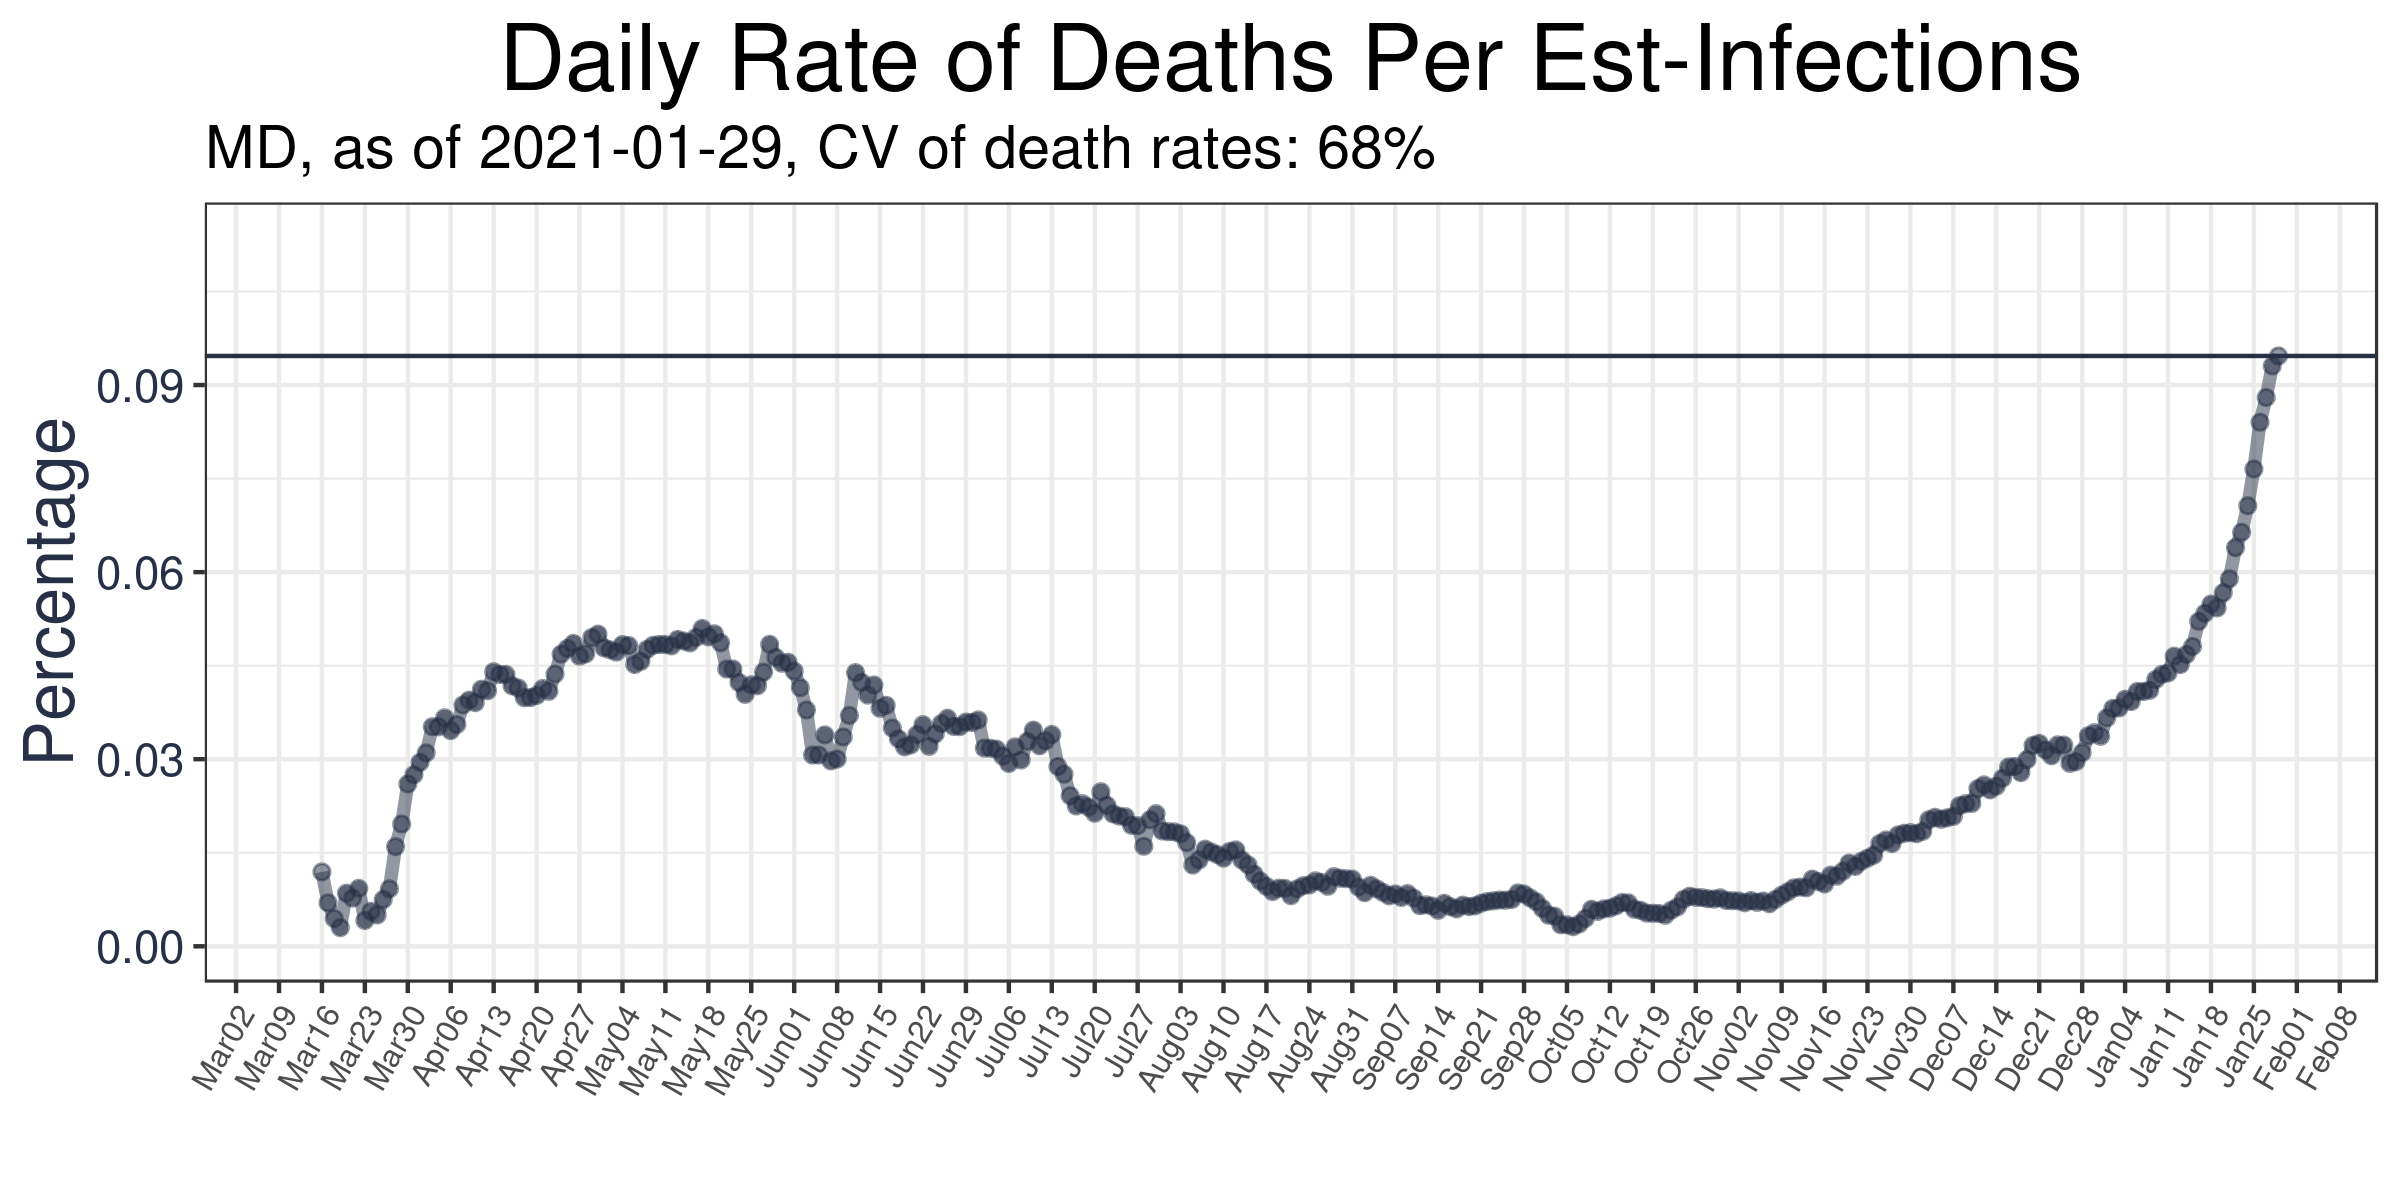 Daily Rate of Deaths Per Est-Infections
MD, as of 2021-01-29, CV of death rates: 68%
Percentage
0.09
0.06
0.03
0.00
Mar02
Mar09
Mar16
Mar23
Mar30
Apr06
Apr13
Apr20
Apr27
May04
May11
May18
May25
Jun01
Jun08
Jun15
Jun22
Jun29
Jul06
Jul13
Jul20
Jul27
Aug03
Aug10
Aug17
Aug24
Aug31
Sep07
Sep14
Sep21
Sep28
Oct05
Oct12
Oct19
Oct26
Nov02
Nov09
Nov16
Nov23
Nov30
Dec07
Dec14
Dec21
Dec28
Jan04
Jan11
Jan18
Jan25
Feb01
Feb08